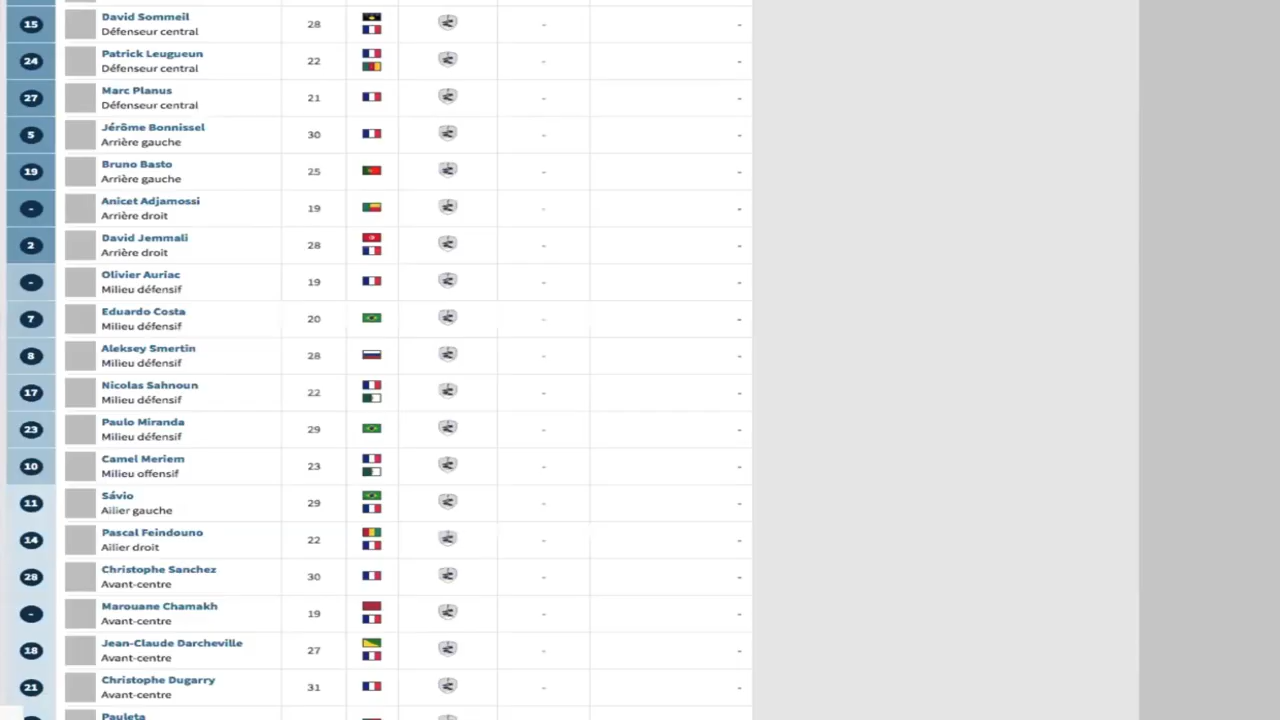 15 David Sommeil 28 - -
Défenseur central
24 Patrick Leugueun 22 - -
Défenseur central
27 Marc Planus 21 - -
Défenseur central
5 Jérôme Bonnissel 30 - -
Arrière gauche
19 Bruno Basto 25 - -
Arrière gauche
- Anicet Adjamossi 19 - -
Arrière droit
2 David Jemmali 28 - -
Arrière droit
- Olivier Auriac 19 - -
Milieu défensif
7 Eduardo Costa 20 - -
Milieu défensif
8 Aleksey Smertin 28 - -
Milieu défensif
17 Nicolas Sahnoun 22 - -
Milieu défensif
23 Paulo Miranda 29 - -
Milieu défensif
10 Camel Meriem 23 - -
Milieu offensif
11 Sávio 29 - -
Ailier gauche
14 Pascal Feindouno 22 - -
Ailier droit
28 Christophe Sanchez 30 - -
Avant-centre
- Marouane Chamakh 19 - -
Avant-centre
18 Jean-Claude Darcheville 27 - -
Avant-centre
21 Christophe Dugarry 31 - -
Avant-centre
Pauleta